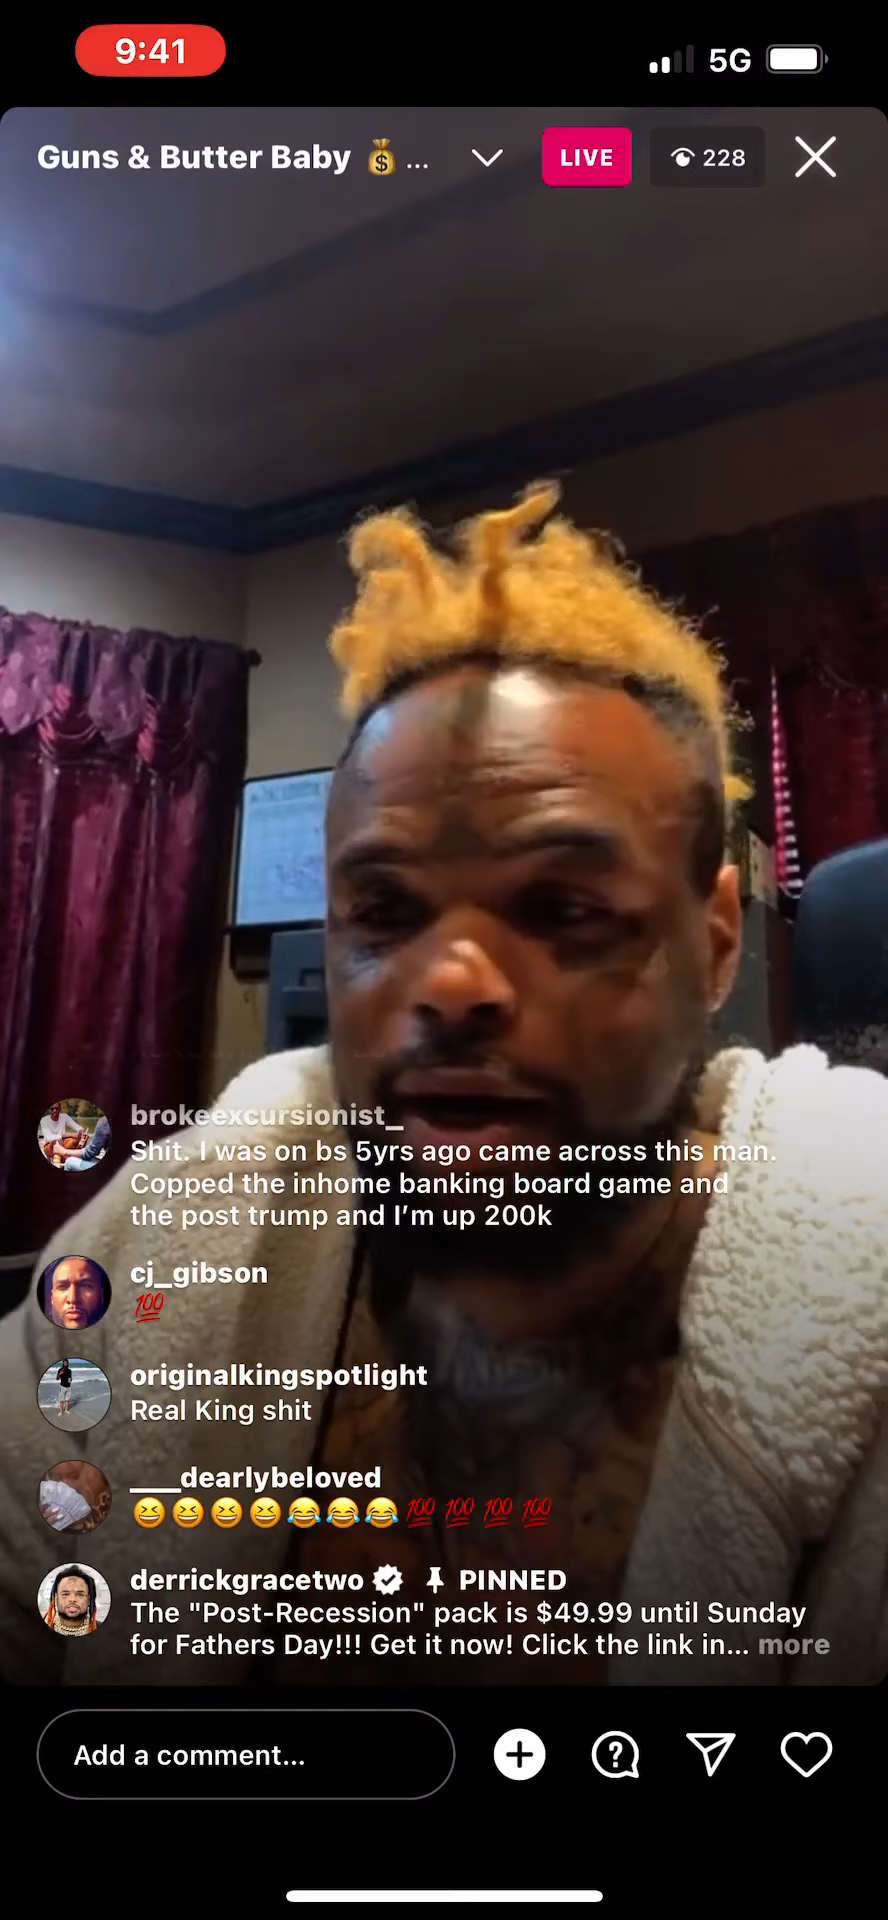 9:41
5G
Guns & Butter Baby 💰 ...
LIVE
228
brokeexcursionist_
Shit. I was on bs 5yrs ago came across this man.
Copped the inhome banking board game and
the post trump and I’m up 200k
cj_gibson
💯
originalkingspotlight
Real King shit
___dearlybeloved
😆😆😆😆😂😂😂💯💯💯💯
derrickgracetwo PINNED
The "Post-Recession" pack is $49.99 until Sunday
for Fathers Day!!! Get it now! Click the link in... more
Add a comment...